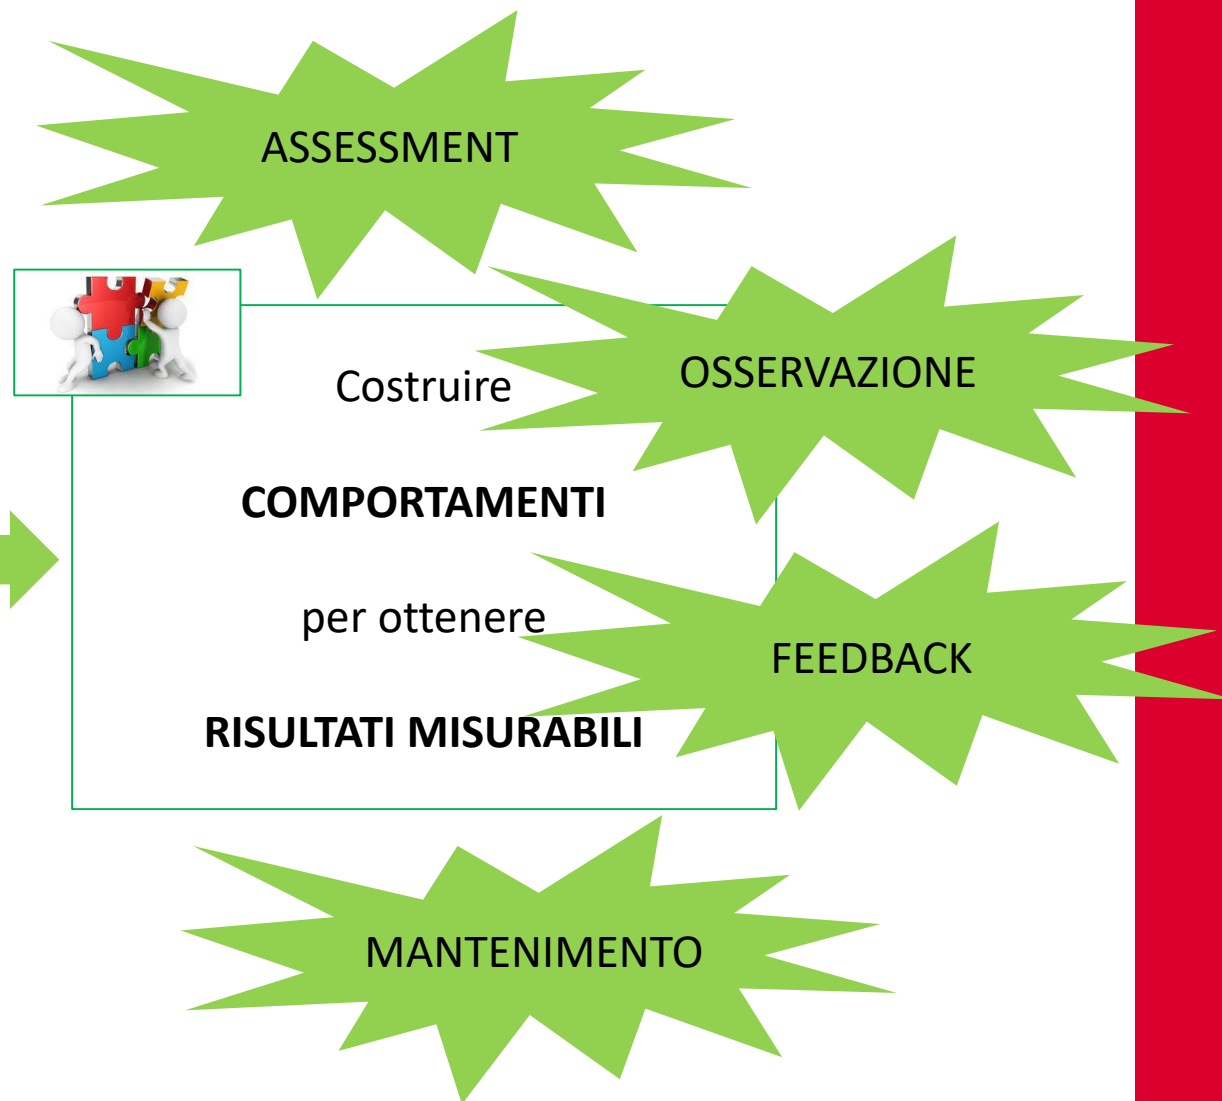 ASSESSMENT
OSSERVAZIONE
Costruire
COMPORTAMENTI
per ottenere
FEEDBACK
RISULTATI MISURABILI
MANTENIMENTO